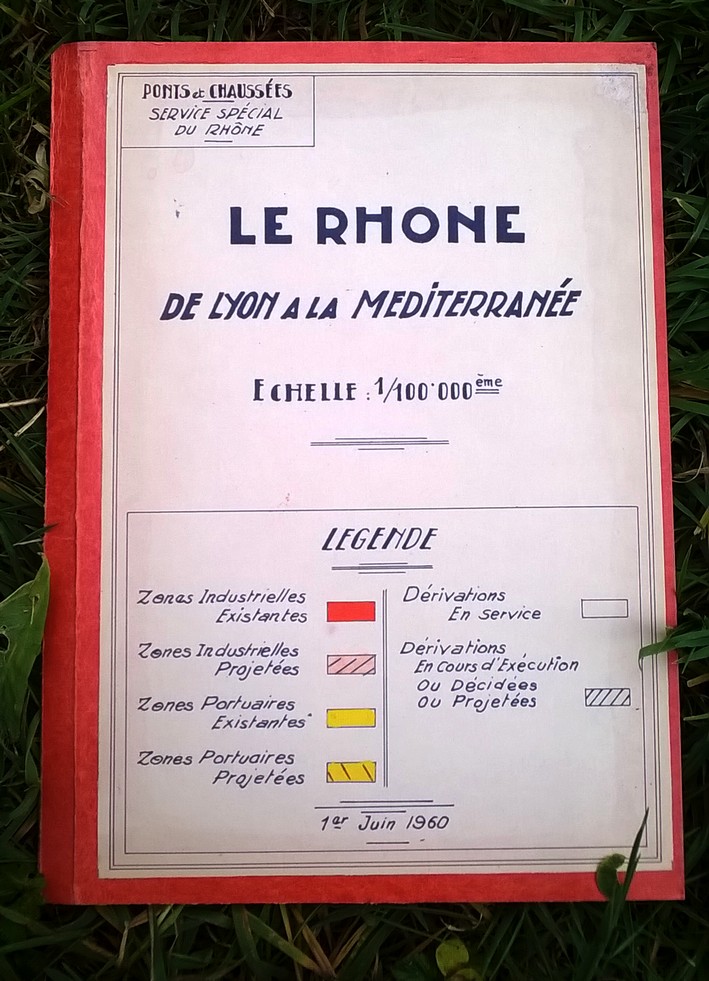 PONTS et CHAUSSÉES
SERVICE SPÉCIAL
DU RHÔNE
LE RHONE
DE LYON A LA MEDITERRANÉE
ECHELLE : 1/100'000ème
LEGENDE
Zones Industrielles
Existantes
Zones Industrielles
Projetées
Zones Portuaires
Existantes
Zones Portuaires
Projetées
Dérivations
En Service
Dérivations
En Cours d'Exécution
Ou Décidées
Ou Projetées
1er Juin 1960